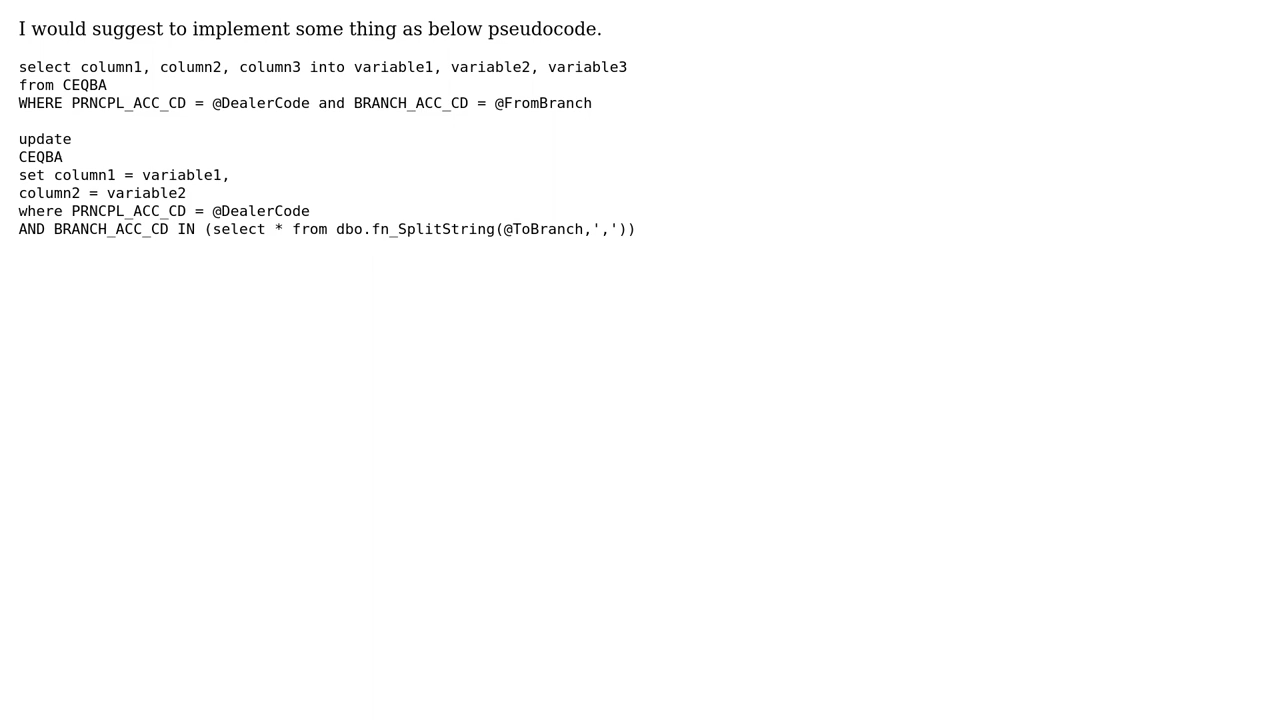 I would suggest to implement some thing as below pseudocode.
select column1, column2, column3 into variable1, variable2, variable3
from CEQBA
WHERE PRNCPL_ACC_CD = @DealerCode and BRANCH_ACC_CD = @FromBranch
update
CEQBA
set column1 = variable1,
column2 = variable2
where PRNCPL_ACC_CD = @DealerCode
AND BRANCH_ACC_CD IN (select * from dbo.fn_SplitString(@ToBranch,','))